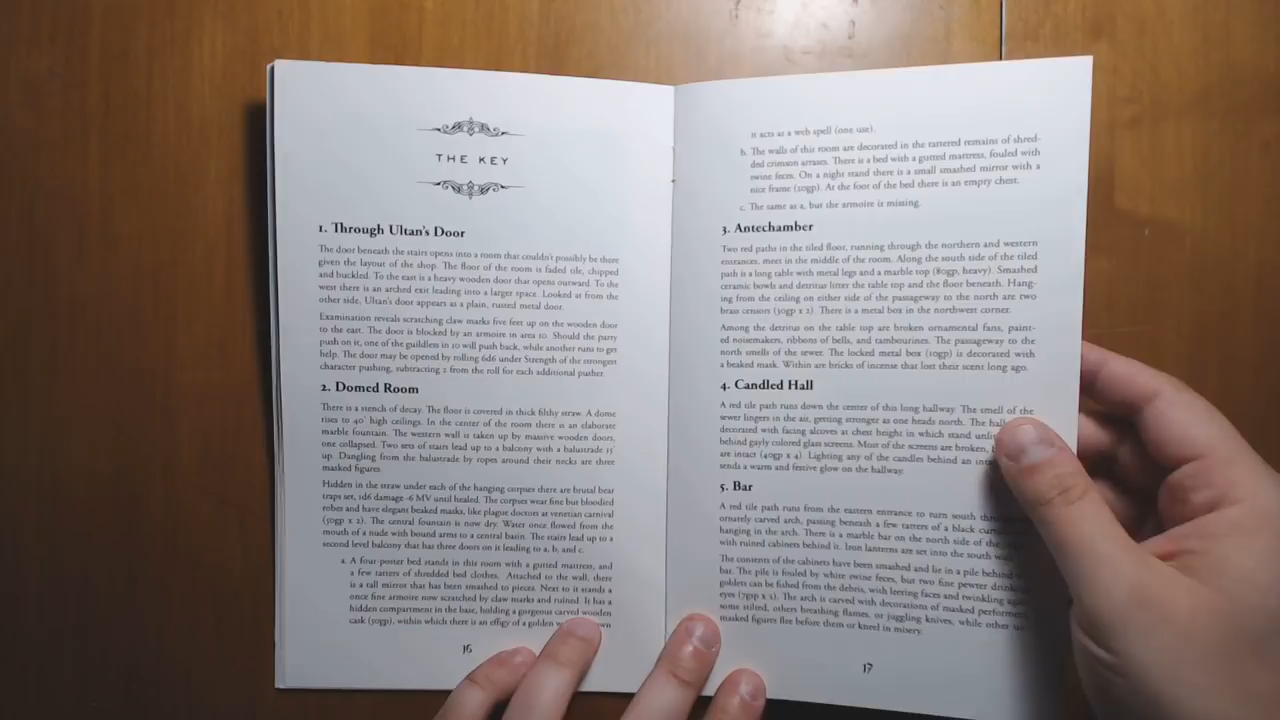 THE KEY
1. Through Ultan's Door
The door beneath the stairs opens into a room that couldn't possibly be there
given the layout of the shop. The floor of the room is faded tile, chipped
and buckled. To the east is a heavy wooden door that opens outward. To the
west there is an arched exit leading into a larger space. Looked at from the
other side, Ultan's door appears as a plain, rusted metal door.
Examination reveals scratching claw marks five feet up on the wooden door
to the east. The door is blocked by an armoire in area 10. Should the party
push on it, one of the guildless in 10 will push back, while another runs to get
help. The door may be opened by rolling 6d6 under Strength of the strongest
character pushing, subtracting 2 from the roll for each additional pusher.
2. Domed Room
There is a stench of decay. The floor is covered in thick filthy straw. A dome
rises to 40' high ceilings. In the center of the room there is an elaborate
marble fountain. The western wall is taken up by massive wooden doors,
one collapsed. Two sets of stairs lead up to a balcony with a balustrade 15'
up. Dangling from the balustrade by ropes around their necks are three
masked figures.
Hidden in the straw under each of the hanging corpses there are brutal bear
traps set, 1d6 damage -6 MV until healed. The corpses wear fine but bloodied
robes and have elegant beaked masks, like plague doctors at venetian carnival
(50gp x 2). The central fountain is now dry. Water once flowed from the
mouth of a nude with bound arms to a central basin. The stairs lead up to a
second level balcony that has three doors on it leading to a, b, and c.
a. A four-poster bed stands in this room with a gutted mattress, and
a few tatters of shredded bed clothes. Attached to the wall, there
is a tall mirror that has been smashed to pieces. Next to it stands a
once fine armoire now scratched by claw marks and ruined. It has a
hidden compartment in the base, holding a gorgeous carved wooden
cask (50gp), within which there is an effigy of a golden
16
it acts as a web spell (one use).
b. The walls of this room are decorated in the tattered remains of shred-
ded crimson arrases. There is a bed with a gutted mattress, fouled with
swine feces. On a night stand there is a small smashed mirror with a
nice frame (10gp). At the foot of the bed there is an empty chest.
c. The same as a, but the armoire is missing.
3. Antechamber
Two red paths in the tiled floor, running through the northern and western
entrances, meet in the middle of the room. Along the south side of the tiled
path is a long table with metal legs and a marble top (80gp, heavy). Smashed
ceramic bowls and detritus litter the table top and the floor beneath. Hang-
ing from the ceiling on either side of the passageway to the north are two
brass censors (30gp x 2). There is a metal box in the northwest corner.
Among the detritus on the table top are broken ornamental fans, paint-
ed noisemakers, ribbons of bells, and tambourines. The passageway to the
north smells of the sewer. The locked metal box (10gp) is decorated with
a beaked mask. Within are bricks of incense that lost their scent long ago.
4. Candled Hall
A red tile path runs down the center of this long hallway. The smell of the
sewer lingers in the air, getting stronger as one heads north. The
decorated with facing alcoves at chest height in which stand
behind gayly colored glass screens. Most of the screens are broken,
are intact (40gp x 4). Lighting any of the candles behind an
sends a warm and festive glow on the hallway.
5. Bar
A red tile path runs from the eastern entrance to turn south
ornately carved arch, passing beneath a few tatters of a black
hanging in the arch. There is a marble bar on the north side of the
with ruined cabinets behind it. Iron lanterns are set into the south
The contents of the cabinets have been smashed and lie in a pile behind
bar. The pile is fouled by white swine feces, but two fine pewter
goblets can be fished from the debris, with leering faces and twinkling
eyes The arch is carved with decorations of masked
some stilted, others breathing flames, or juggling knives, while other
masked figures flee before them or kneel in misery.
17